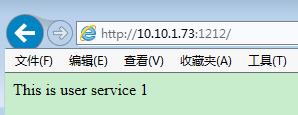 http://10.10.1.73:1212/
文件(F) 编辑(E) 查看(V) 收藏夹(A) 工具(T)
This is user service 1